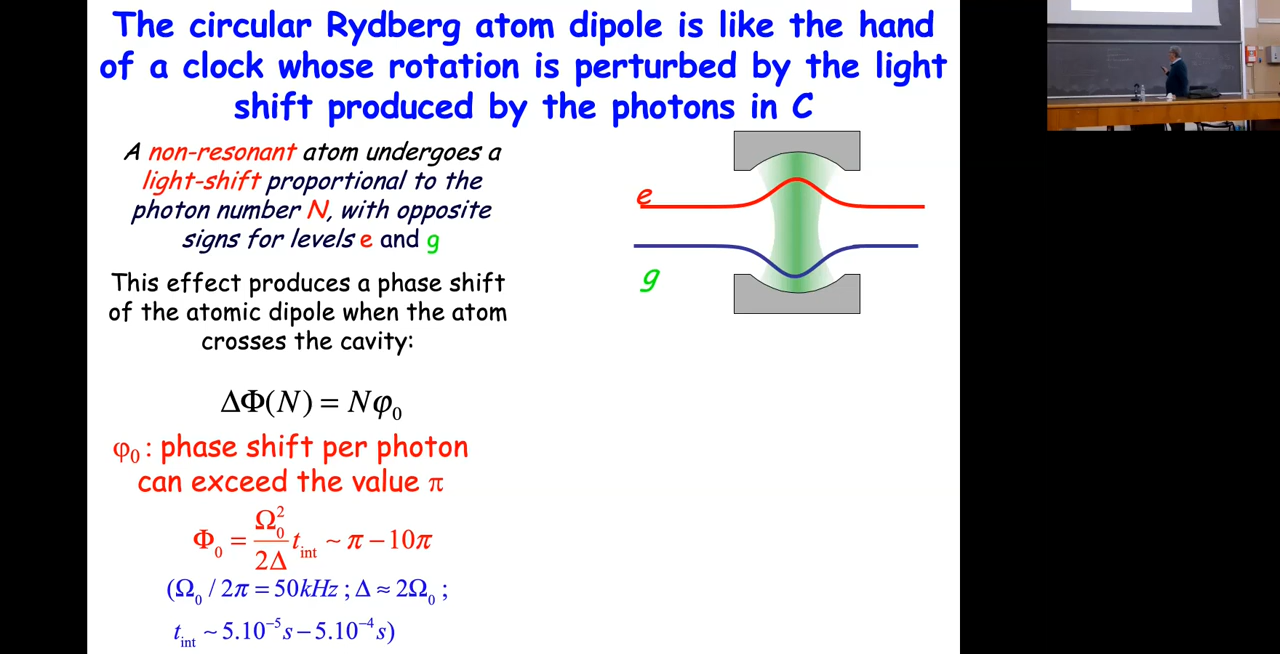 The circular Rydberg atom dipole is like the hand
of a clock whose rotation is perturbed by the light
shift produced by the photons in C
A non-resonant atom undergoes a
light-shift proportional to the
photon number N, with opposite
signs for levels e and g
This effect produces a phase shift
of the atomic dipole when the atom
crosses the cavity:
ΔΦ(N) = Nφ₀
φ₀ : phase shift per photon
can exceed the value π
Φ₀ = Ω₀²/2Δ t_int ~ π − 10π
(Ω₀ / 2π = 50kHz ; Δ ≈ 2Ω₀ ;
t_int ~ 5.10⁻⁵ s − 5.10⁻⁴ s)
e
g